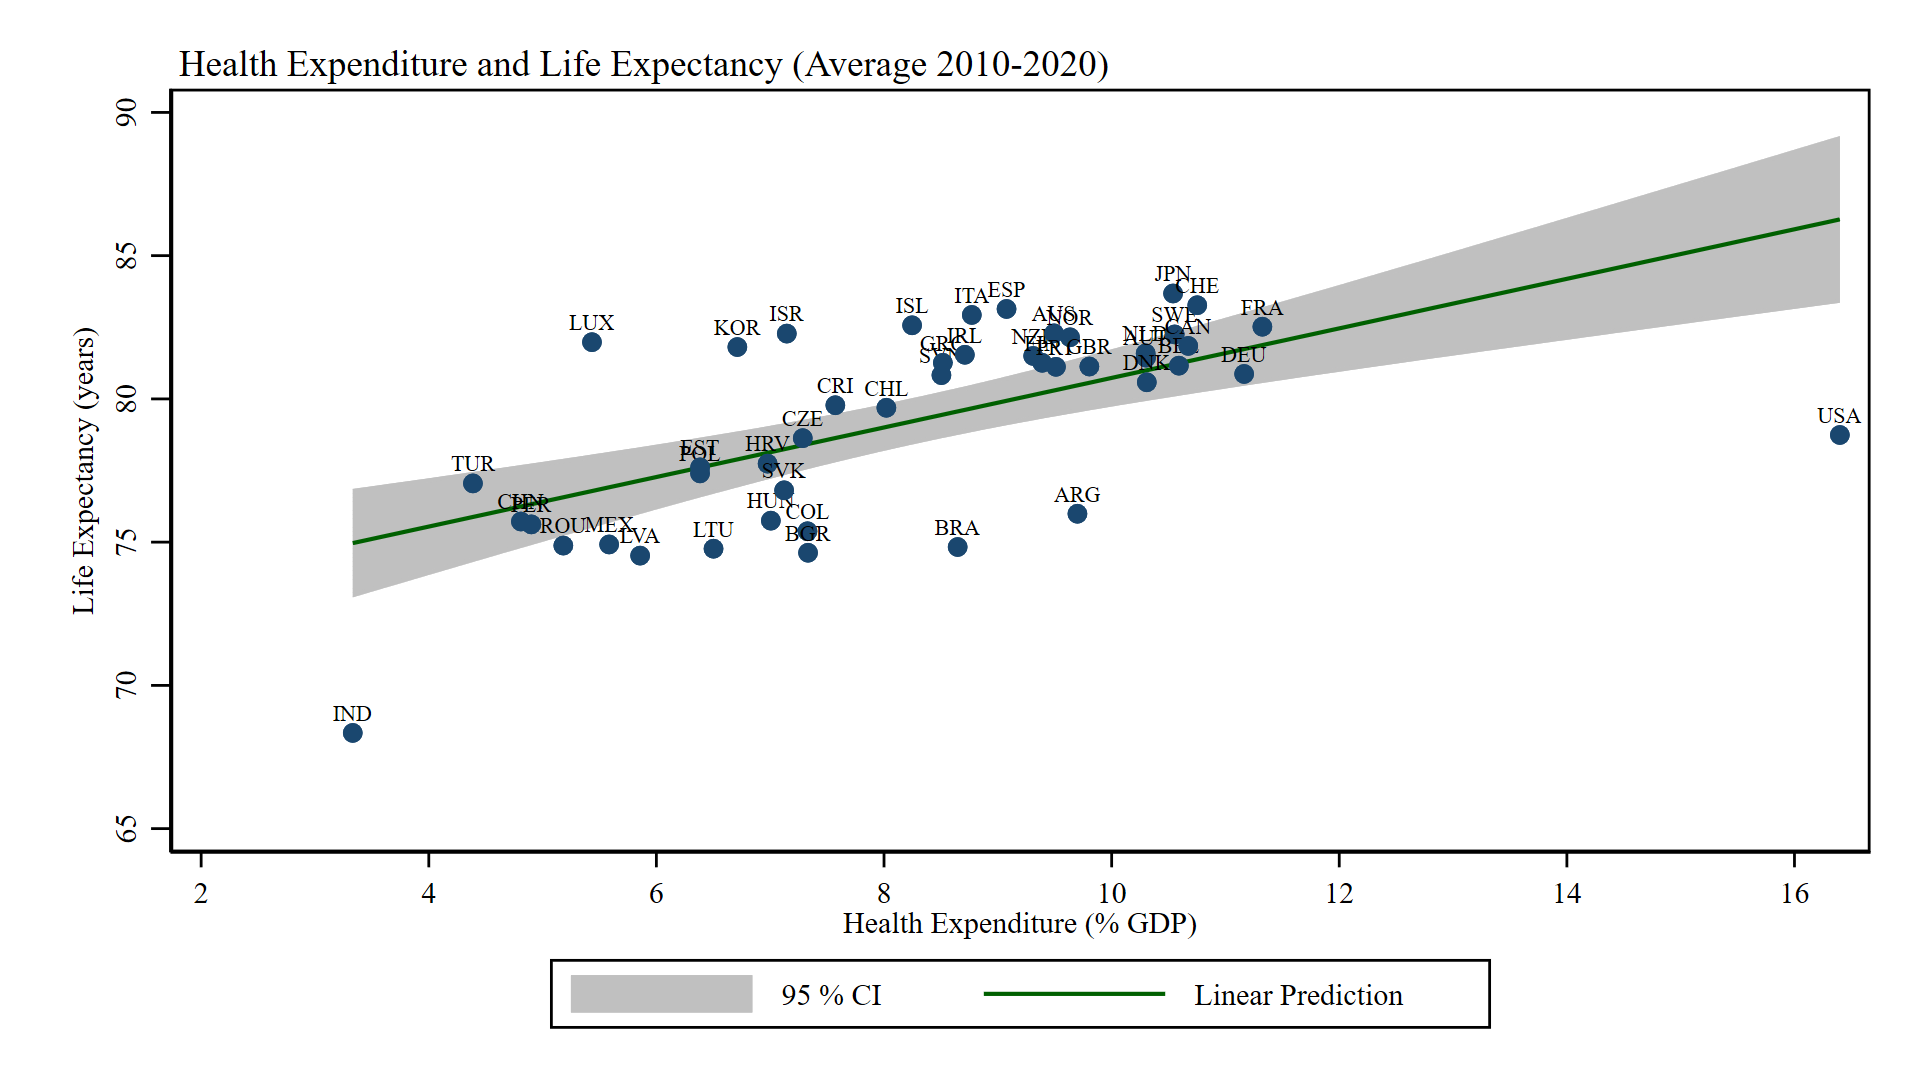 Health Expenditure and Life Expectancy (Average 2010-2020)
90
85
80
75
70
65
Life Expectancy (years)
JPN
CHE
FRA
ESP
ITA
ISL
ISR
LUX
KOR
AUS
NOR
SWE
CAN
IRL
GRC
GBR
DEU
DNK
CRI
CHL
CZE
USA
HRV
EST
POL
TUR
SVK
HUN
ARG
PER
COL
ROU
MEX
LVA
LTU
BGR
BRA
IND
2 4 6 8 10 12 14 16
Health Expenditure (% GDP)
95 % CI Linear Prediction